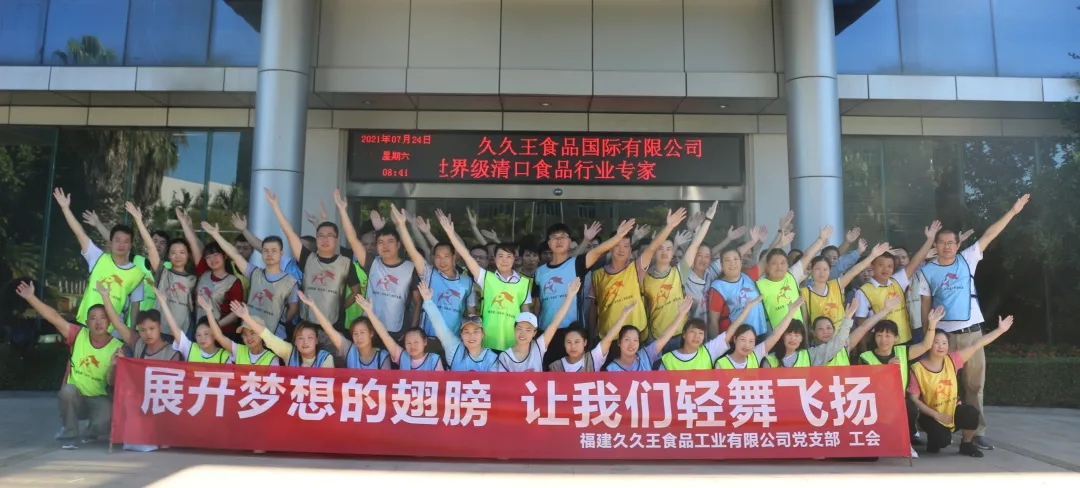 2021年07月24日
星期六
08:41
久久王食品国际有限公司
世界级清口食品行业专家
展开梦想的翅膀 让我们轻舞飞扬
福建久久王食品工业有限公司党支部 工会